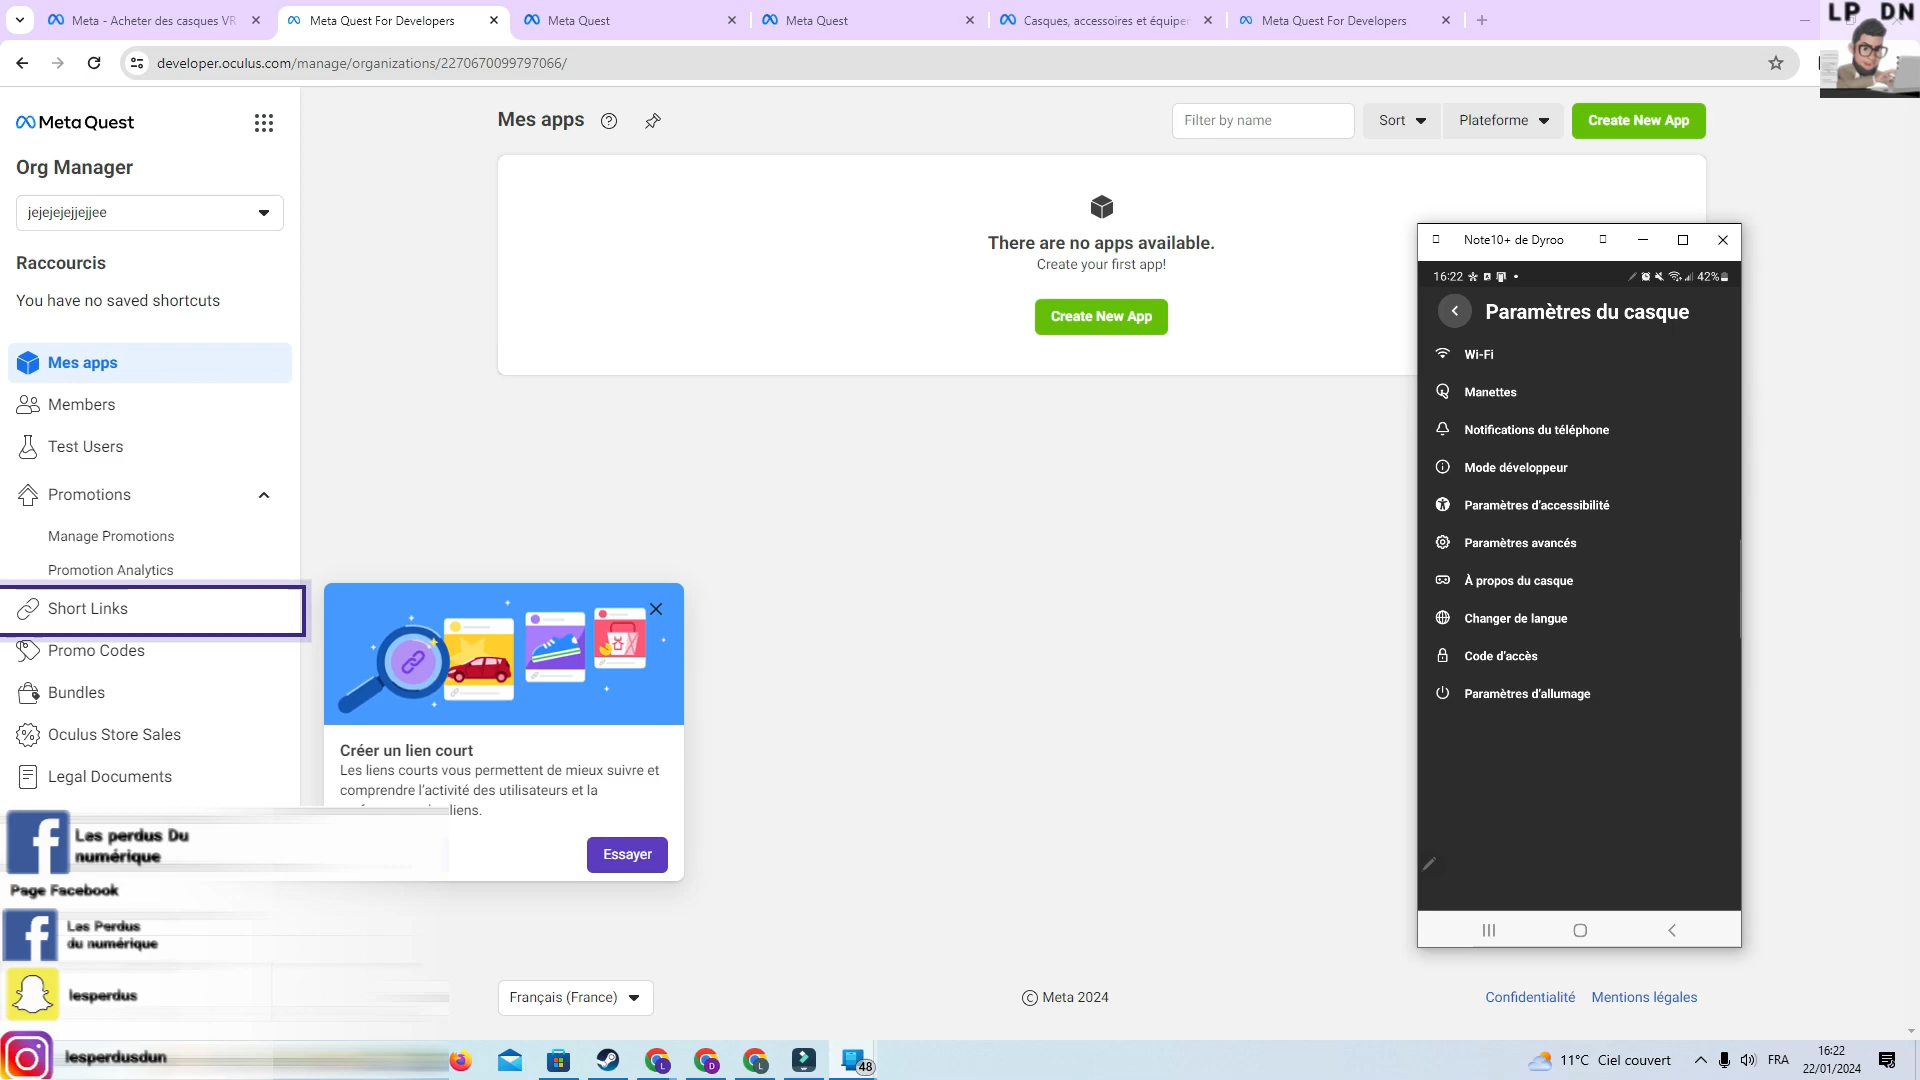 Meta - Acheter des casques VR
Meta Quest For Developers
Meta Quest
Meta Quest
Casques, accessoires et équipe
Meta Quest For Developers
LP DN
developer.oculus.com/manage/organizations/2270670099797066/
Meta Quest
Org Manager
jejejejejjejjee
Raccourcis
You have no saved shortcuts
Mes apps
Members
Test Users
Promotions
Manage Promotions
Promotion Analytics
Short Links
Promo Codes
Bundles
Oculus Store Sales
Legal Documents
Mes apps
Filter by name
Sort
Plateforme
Create New App
There are no apps available.
Create your first app!
Create New App
Note10+ de Dyroo
16:22
42%
Paramètres du casque
Wi-Fi
Manettes
Notifications du téléphone
Mode développeur
Paramètres d'accessibilité
Paramètres avancés
À propos du casque
Changer de langue
Code d'accès
Paramètres d'allumage
Créer un lien court
Les liens courts vous permettent de mieux suivre et
comprendre l'activité des utilisateurs et la
liens.
Essayer
Les perdus Du
numérique
Page Facebook
Les Perdus
du numérique
lesperdus
lesperdusdun
Français (France)
© Meta 2024
Confidentialité
Mentions légales
48
11°C Ciel couvert
FRA
16:22
22/01/2024